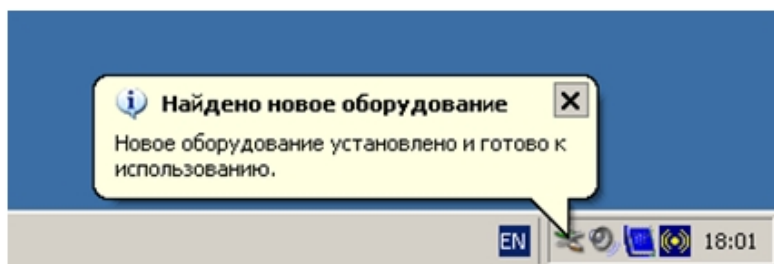 Найдено новое оборудование
Новое оборудование установлено и готово к
использованию.
EN
18:01